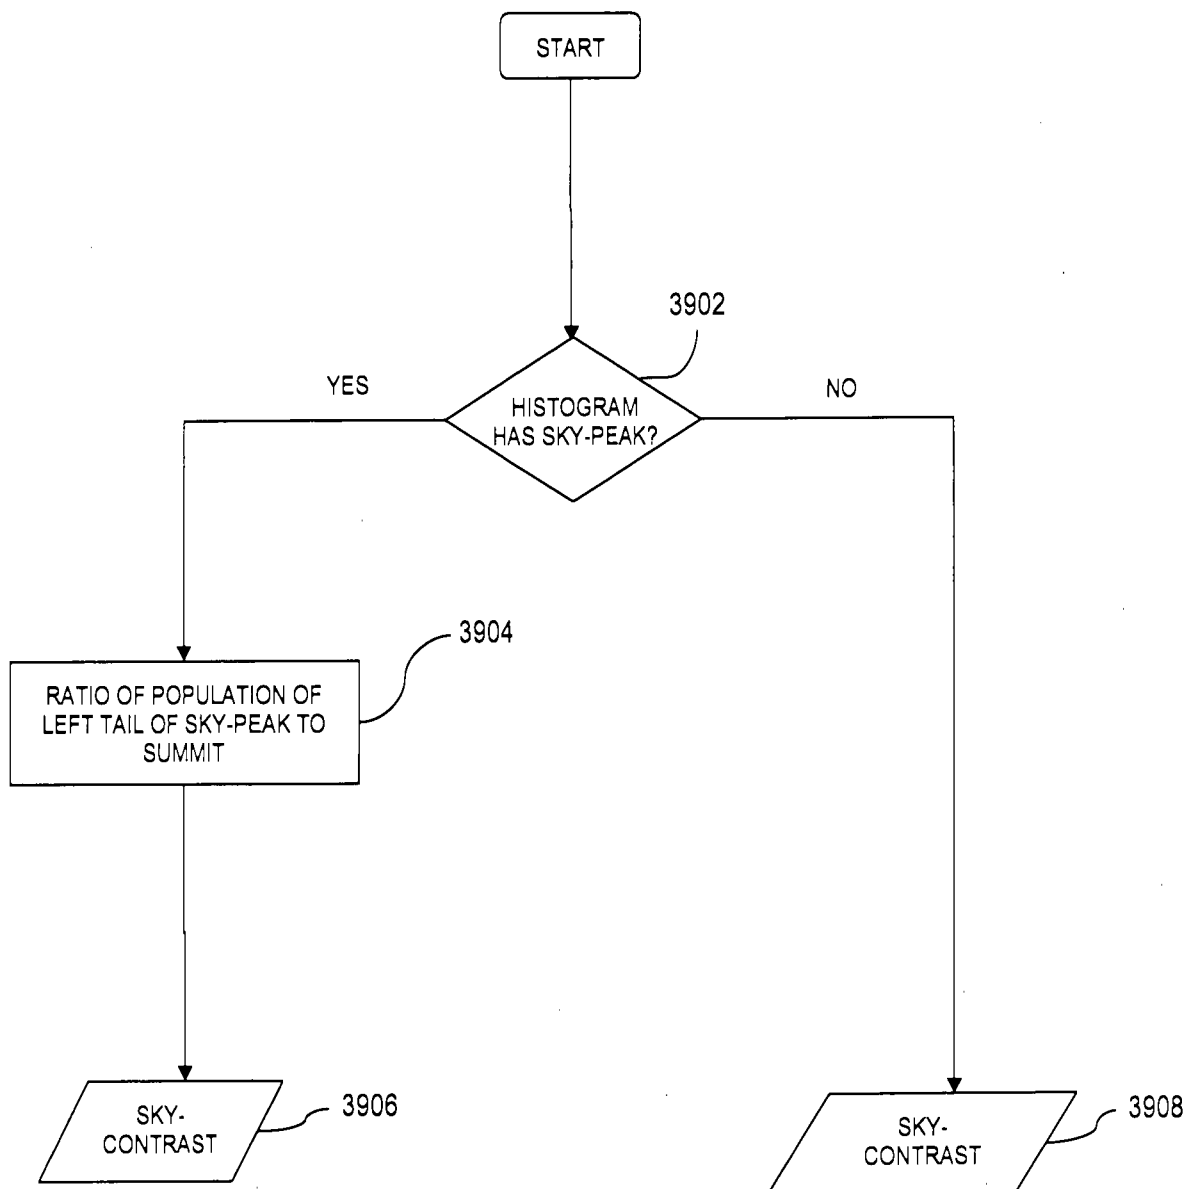 START
3902
YES
NO
HISTOGRAM
HAS SKY-PEAK?
3904
RATIO OF POPULATION OF
LEFT TAIL OF SKY-PEAK TO
SUMMIT
3906
SKY-
CONTRAST
3908
SKY-
CONTRAST